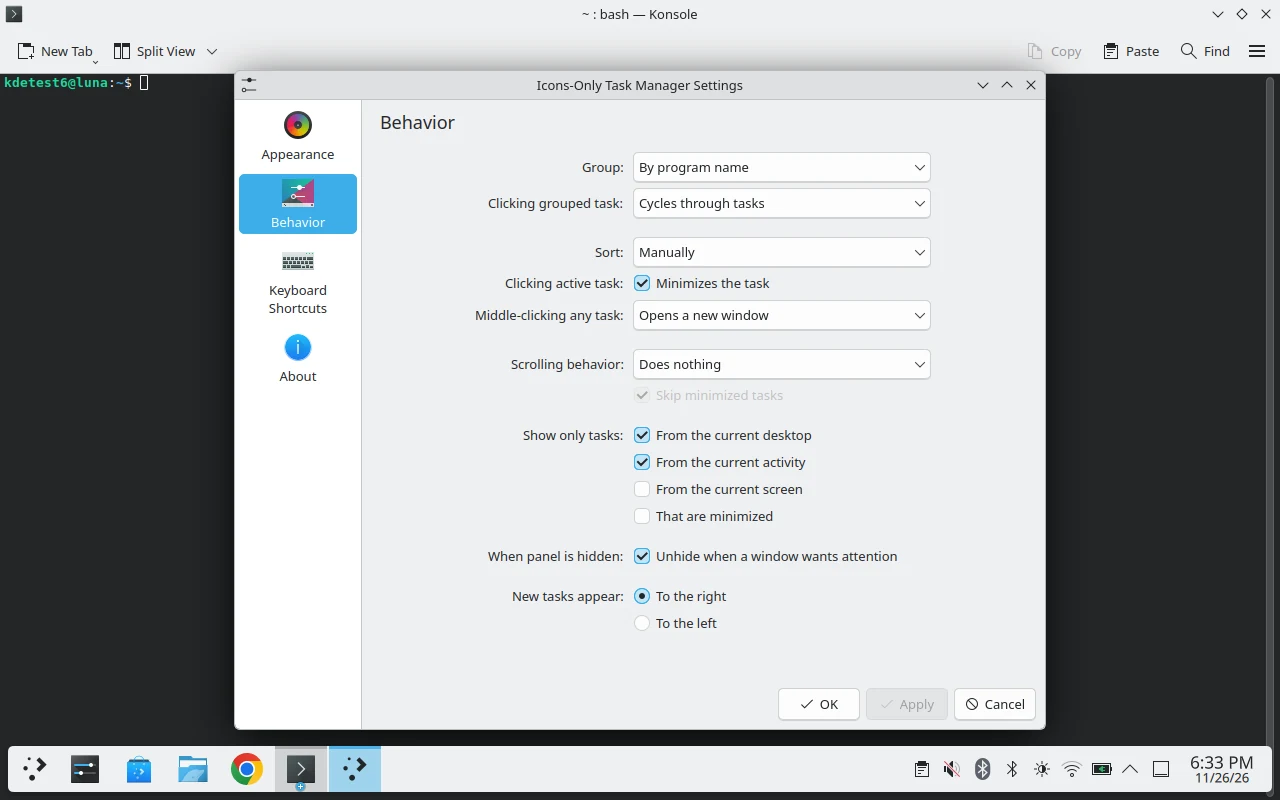 ~ : bash — Konsole
New Tab
Split View
Copy
Paste
Find
kdetest6@luna:~$
Icons-Only Task Manager Settings
Appearance
Behavior
Keyboard
Shortcuts
About
Behavior
Group: By program name
Clicking grouped task: Cycles through tasks
Sort: Manually
Clicking active task: Minimizes the task
Middle-clicking any task: Opens a new window
Scrolling behavior: Does nothing
Skip minimized tasks
Show only tasks: From the current desktop
From the current activity
From the current screen
That are minimized
When panel is hidden: Unhide when a window wants attention
New tasks appear: To the right
To the left
OK
Apply
Cancel
6:33 PM
11/26/26